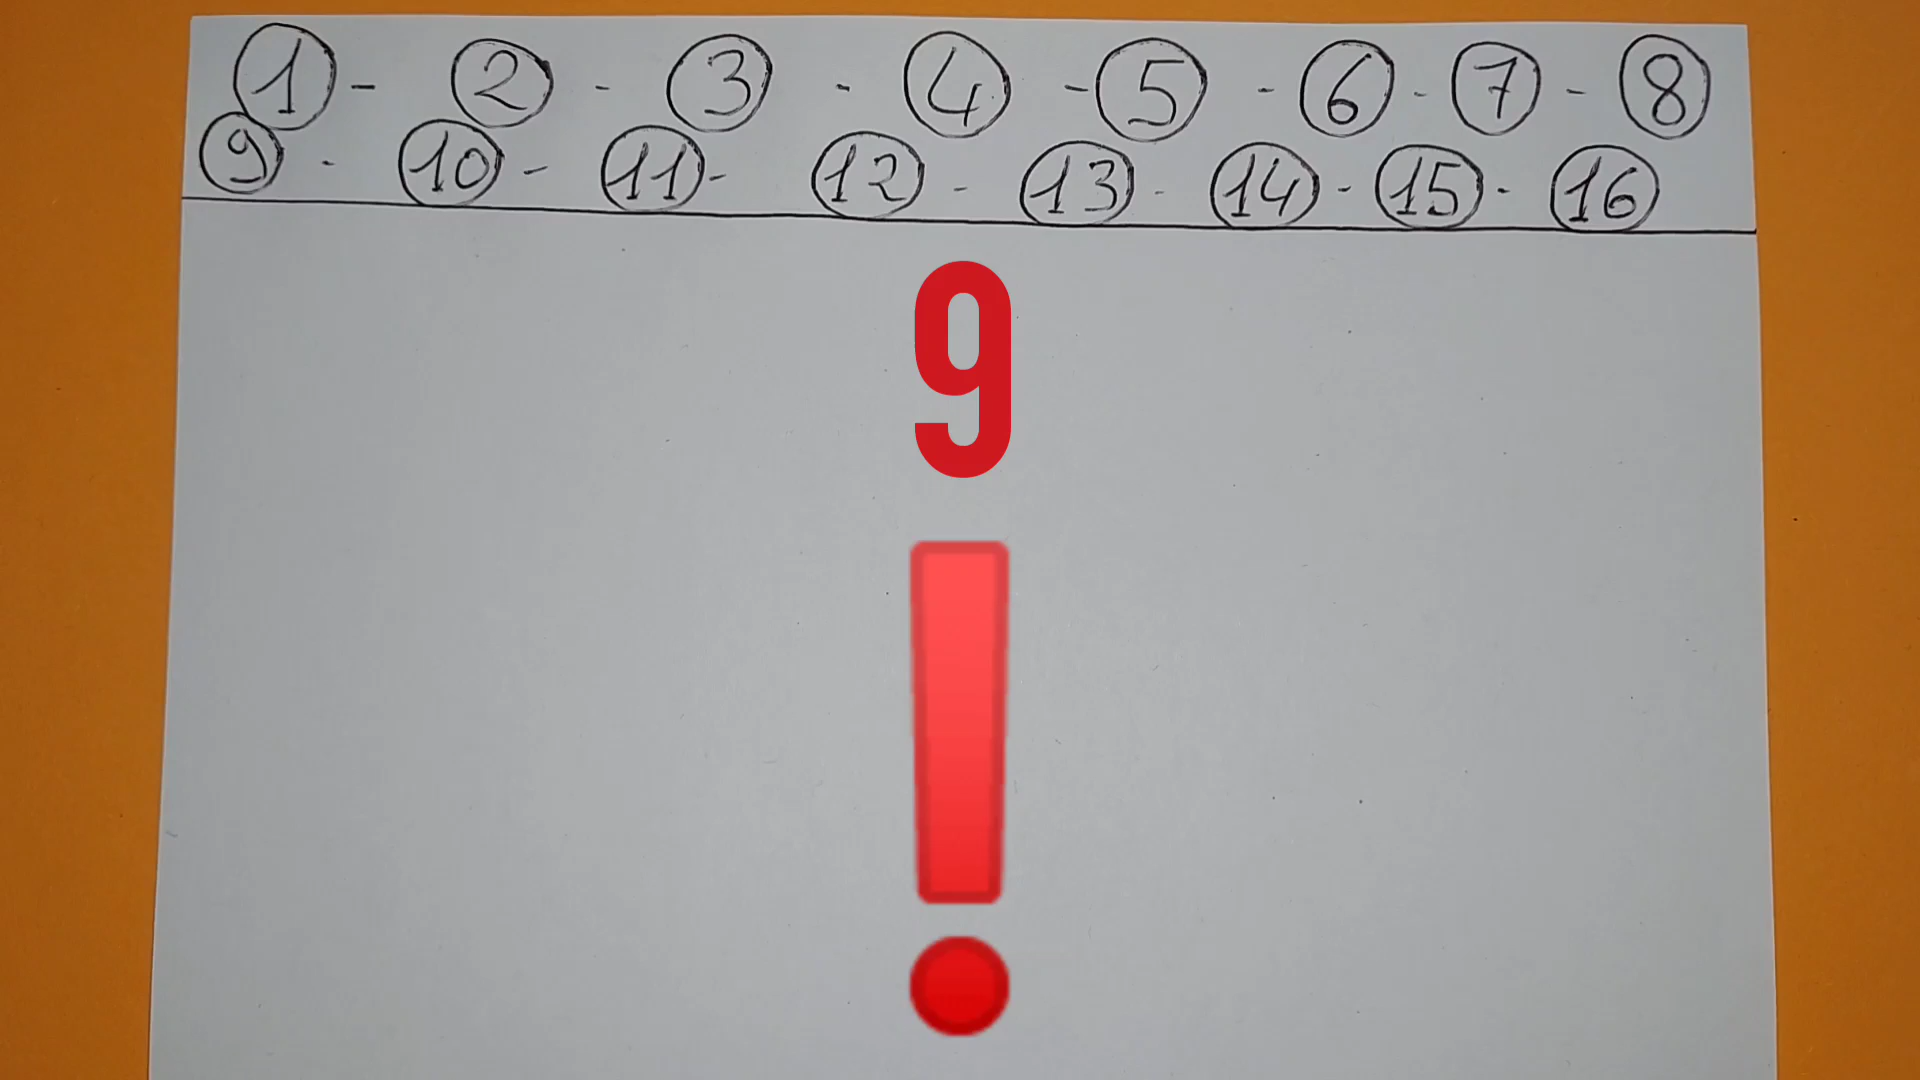 1 - 2 - 3 - 4 - 5 - 6 - 7 - 8
9 - 10 - 11 - 12 - 13 - 14 - 15 - 16
9
❗